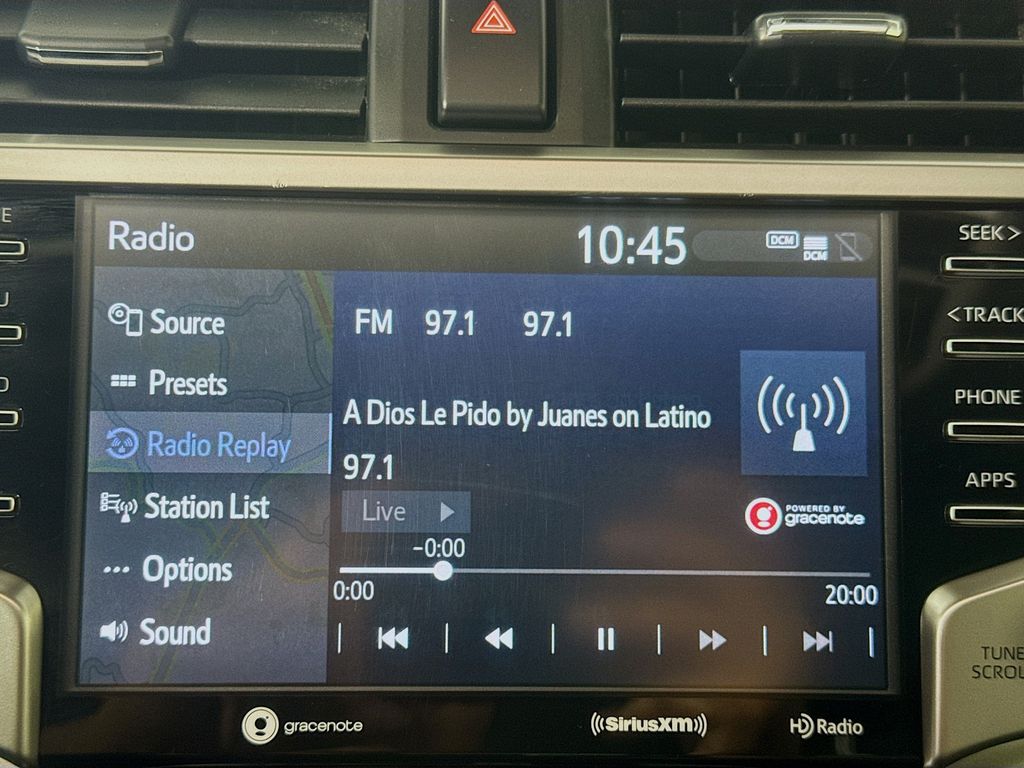 Radio
10:45
DCM
DCM
SEEK >
< TRACK
PHONE
APPS
TUNE
SCROL
Source
Presets
Radio Replay
Station List
Options
Sound
FM 97.1 97.1
A Dios Le Pido by Juanes on Latino
97.1
Live
POWERED BY
gracenote
-0:00
0:00
20:00
gracenote
SiriusXM
HD Radio